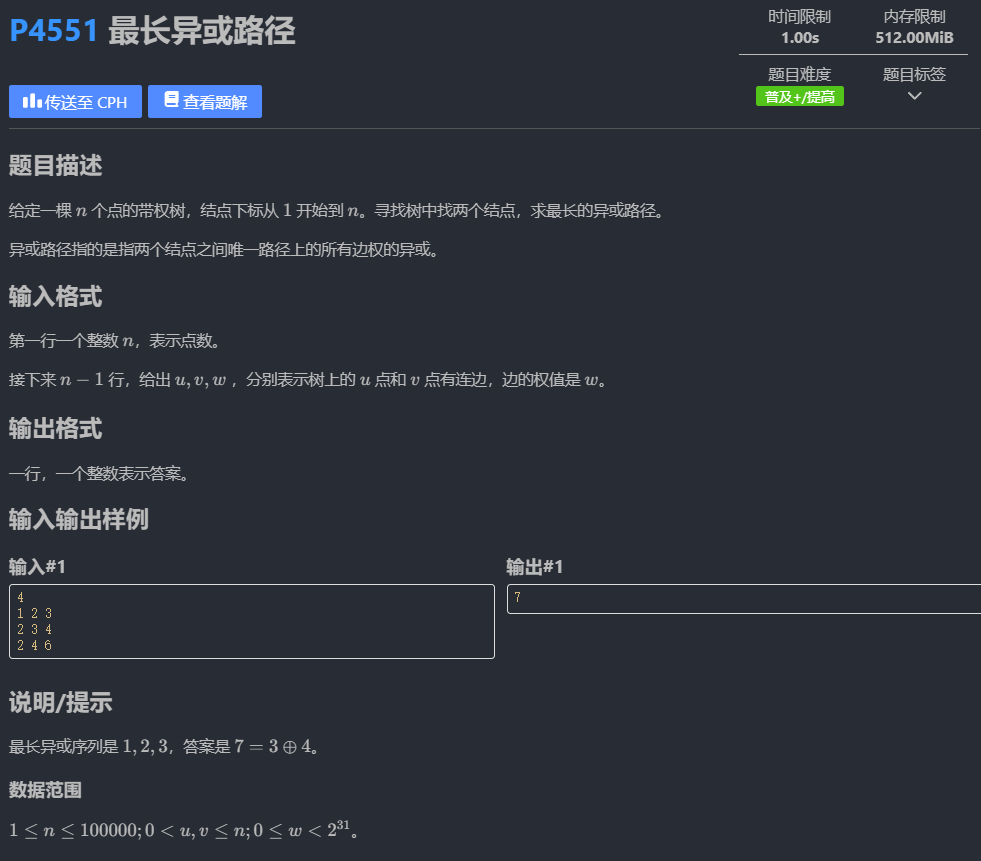 P4551 最长异或路径
时间限制
1.00s
内存限制
512.00MiB
题目难度
普及+/提高
题目标签
传送至 CPH
查看题解
题目描述
给定一棵 n 个点的带权树，结点下标从 1 开始到 n。寻找树中找两个结点，求最长的异或路径。
异或路径指的是指两个结点之间唯一路径上的所有边权的异或。
输入格式
第一行一个整数 n，表示点数。
接下来 n − 1 行，给出 u, v, w ，分别表示树上的 u 点和 v 点有连边，边的权值是 w。
输出格式
一行，一个整数表示答案。
输入输出样例
输入#1
4
1 2 3
2 3 4
2 4 6
输出#1
7
说明/提示
最长异或序列是 1, 2, 3，答案是 7 = 3 ⊕ 4。
数据范围
1 ≤ n ≤ 100000; 0 < u, v ≤ n; 0 ≤ w < 2³¹。